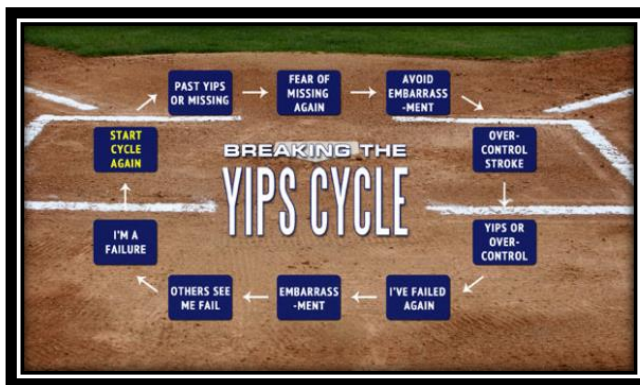 PAST YIPS
OR MISSING
FEAR OF
MISSING
AGAIN
AVOID
EMBARRASS
-MENT
OVER-
CONTROL
STROKE
YIPS OR
OVER-
CONTROL
I'VE FAILED
AGAIN
EMBARRASS
-MENT
OTHERS SEE
ME FAIL
I'M A
FAILURE
START
CYCLE
AGAIN
BREAKING THE
YIPS CYCLE